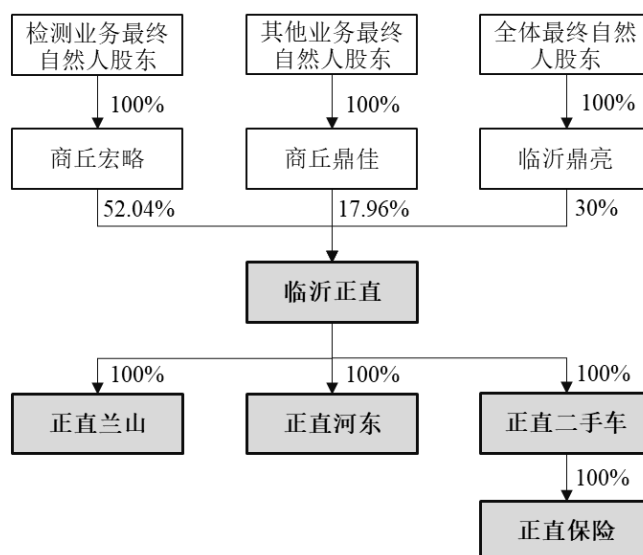 检测业务最终
自然人股东
其他业务最终
自然人股东
全体最终自然
人股东
100%
100%
100%
商丘宏略
商丘鼎佳
临沂鼎亮
52.04%
17.96%
30%
临沂正直
100%
100%
100%
正直兰山
正直河东
正直二手车
100%
正直保险